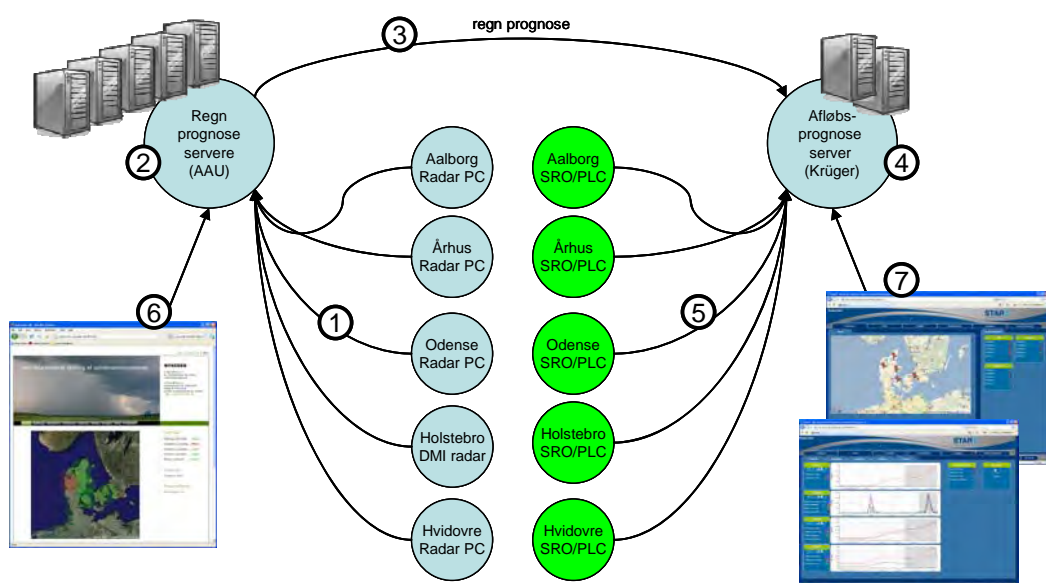 regn prognose
3
Regn
prognose
servere
(AAU)
2
Afløbs-
prognose
server
(Krüger)
4
Aalborg
Radar PC
Aalborg
SRO/PLC
Århus
Radar PC
Århus
SRO/PLC
6
1
Odense
Radar PC
Odense
SRO/PLC
5
7
STAR
Holstebro
DMI radar
Holstebro
SRO/PLC
STAR
Hvidovre
Radar PC
Hvidovre
SRO/PLC